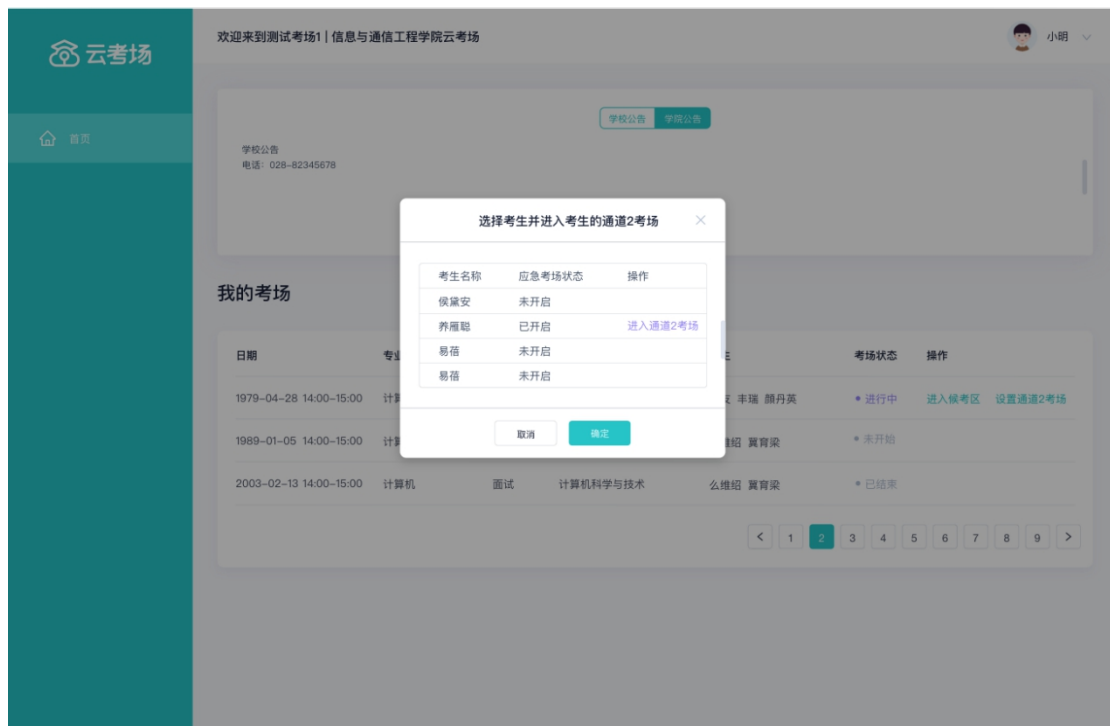 云考场
欢迎来到测试考场1 | 信息与通信工程学院云考场
小明
首页
学校公告 学院公告
学校公告
电话：028-82345678
选择考生并进入考生的通道2考场
考生名称 应急考场状态 操作
侯黛安 未开启
养雁聪 已开启 进入通道2考场
易蓓 未开启
易蓓 未开启
取消 确定
我的考场
日期 考场状态 操作
1979-04-28 14:00-15:00 丰瑞 颜丹英 进行中 进入候考区 设置通道2考场
1989-01-05 14:00-15:00 冀育梁 未开始
2003-02-13 14:00-15:00 计算机 面试 计算机科学与技术 么维绍 冀育梁 已结束
< 1 2 3 4 5 6 7 8 9 >